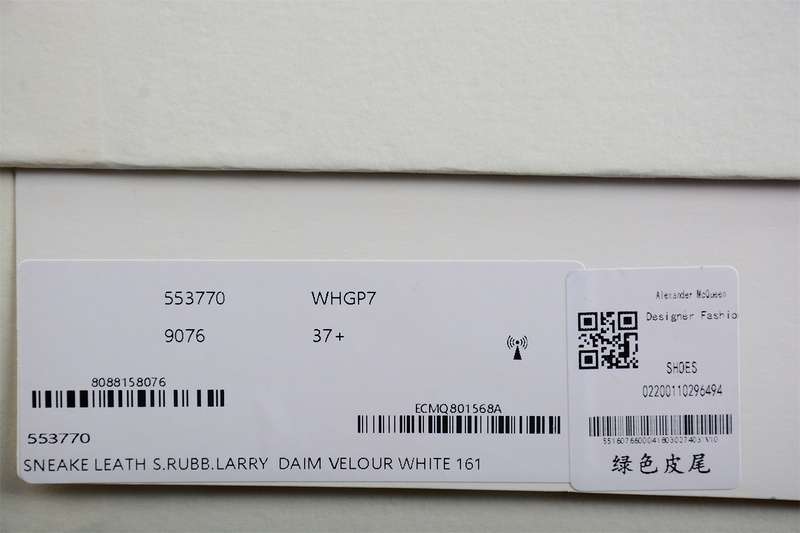 553770 WHGP7
9076 37+
8088158076
ECMQ801568A
553770
SNEAKE LEATH S.RUBB.LARRY DAIM VELOUR WHITE 161
Alexander McQueen
Designer Fashio
SHOES
02200110296494
绿色皮尾